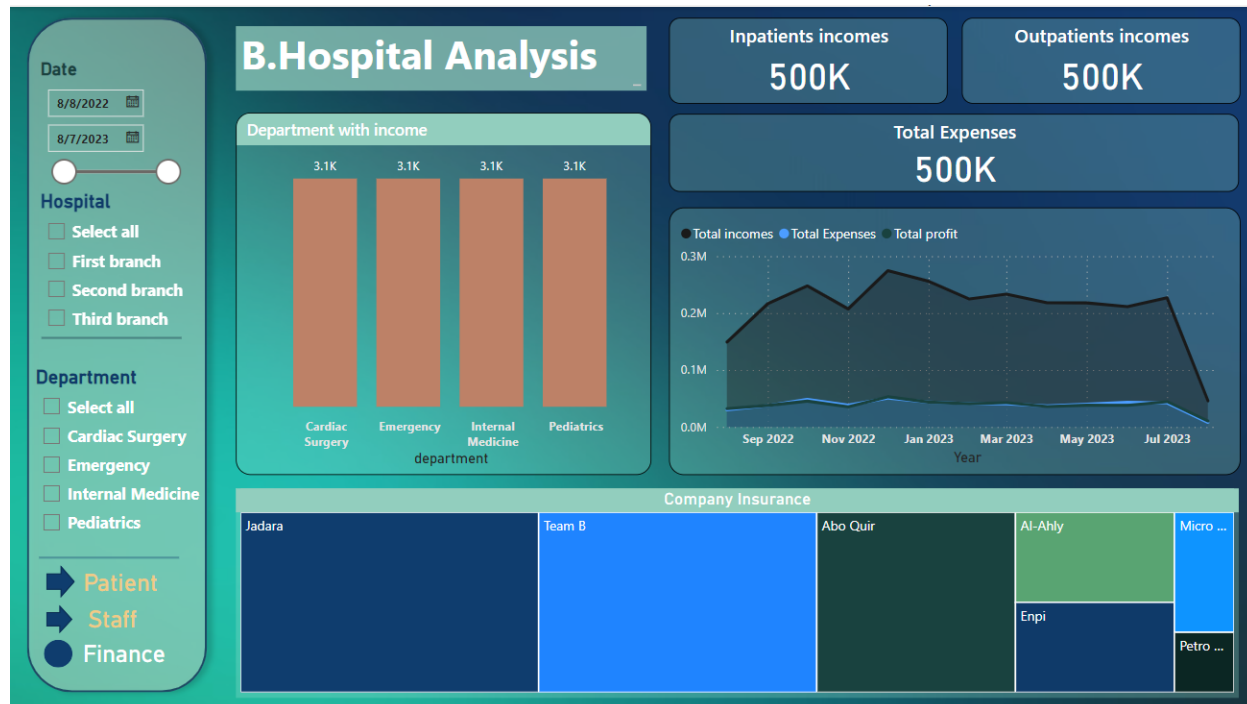 Date
8/8/2022
8/7/2023
Hospital
Select all
First branch
Second branch
Third branch
Department
Select all
Cardiac Surgery
Emergency
Internal Medicine
Pediatrics
Patient
Staff
Finance
B.Hospital Analysis
Inpatients incomes
500K
Outpatients incomes
500K
Total Expenses
500K
Department with income
3.1K 3.1K 3.1K 3.1K
Cardiac Surgery
Emergency
Internal Medicine
Pediatrics
department
Total incomes Total Expenses Total profit
0.3M
0.2M
0.1M
0.0M
Sep 2022 Nov 2022 Jan 2023 Mar 2023 May 2023 Jul 2023
Year
Company Insurance
Jadara
Team B
Abo Quir
Al-Ahly
Enpi
Micro ...
Petro ...